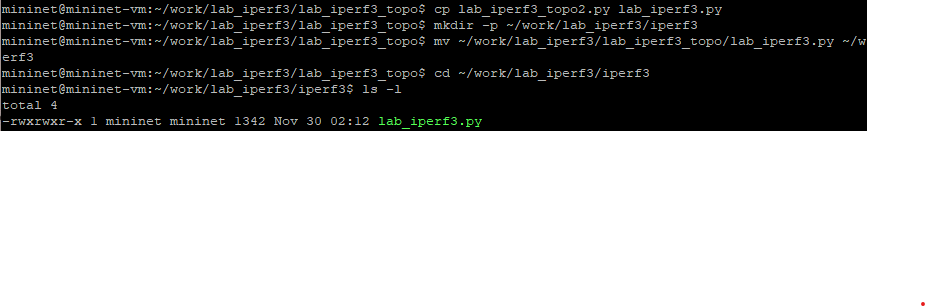 mininet@mininet-vm:~/work/lab_iperf3/lab_iperf3_topo$ cp lab_iperf3_topo2.py lab_iperf3.py
mininet@mininet-vm:~/work/lab_iperf3/lab_iperf3_topo$ mkdir -p ~/work/lab_iperf3/iperf3
mininet@mininet-vm:~/work/lab_iperf3/lab_iperf3_topo$ mv ~/work/lab_iperf3/lab_iperf3_topo/lab_iperf3.py ~/w
erf3
mininet@mininet-vm:~/work/lab_iperf3/lab_iperf3_topo$ cd ~/work/lab_iperf3/iperf3
mininet@mininet-vm:~/work/lab_iperf3/iperf3$ ls -l
total 4
-rwxrwxr-x 1 mininet mininet 1342 Nov 30 02:12 lab_iperf3.py